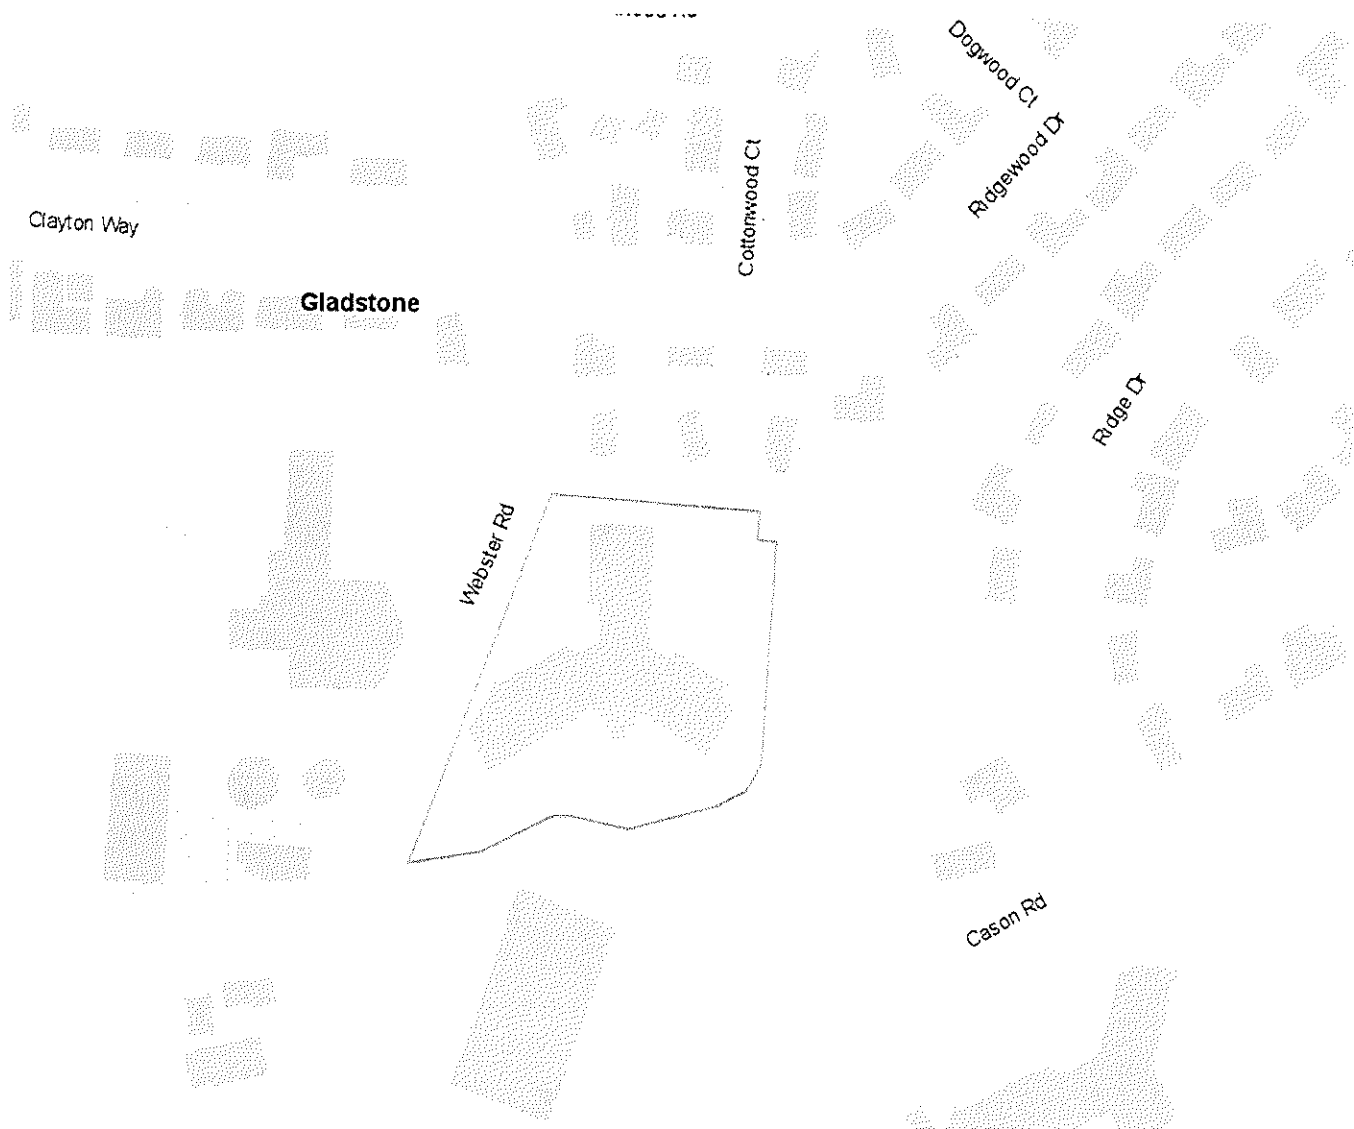 Dogwood Ct
Ridgewood Dr
Cottonwood Ct
Clayton Way
Gladstone
Ridge Dr
Webster Rd
Cason Rd